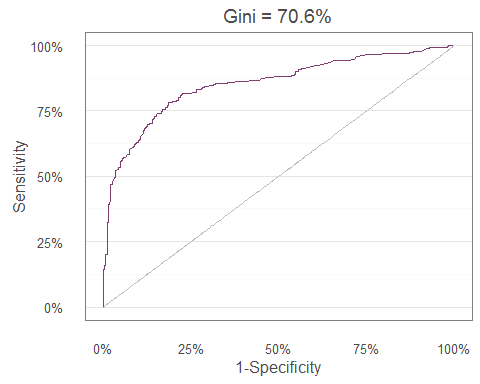 Gini = 70.6%
100%
75%
50%
25%
0%
Sensitivity
0% 25% 50% 75% 100%
1-Specificity